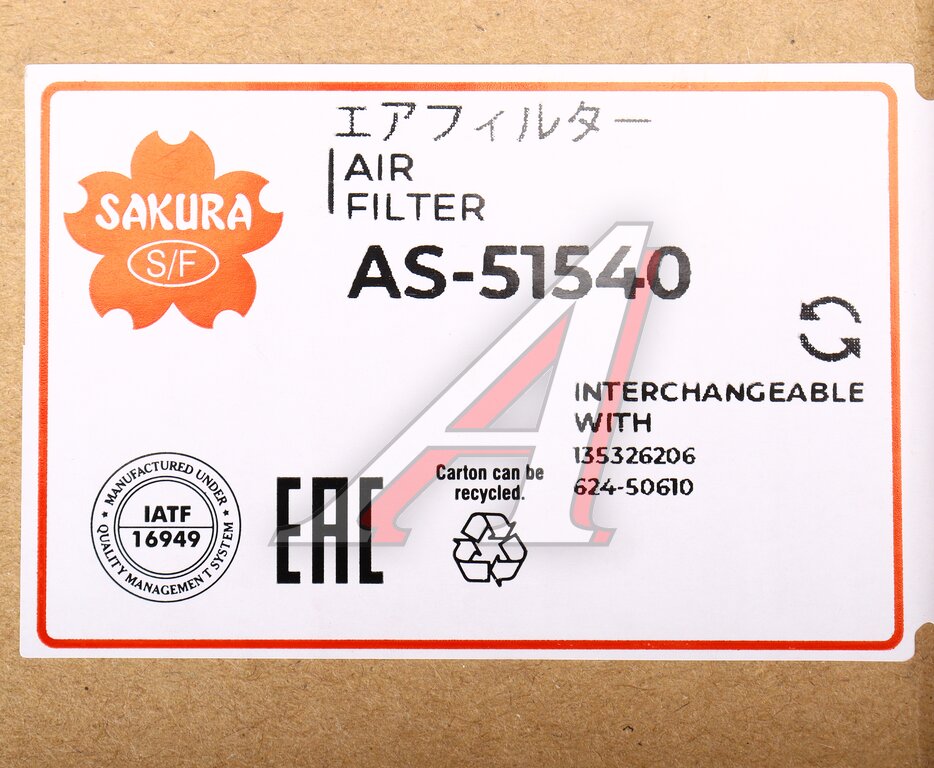 エアフィルター
AIR
FILTER
SAKURA
S/F
AS-51540
INTERCHANGEABLE
WITH
135326206
624-50610
MANUFACTURED UNDER
IATF
16949
QUALITY MANAGEMENT SYSTEM
EAC
Carton can be
recycled.